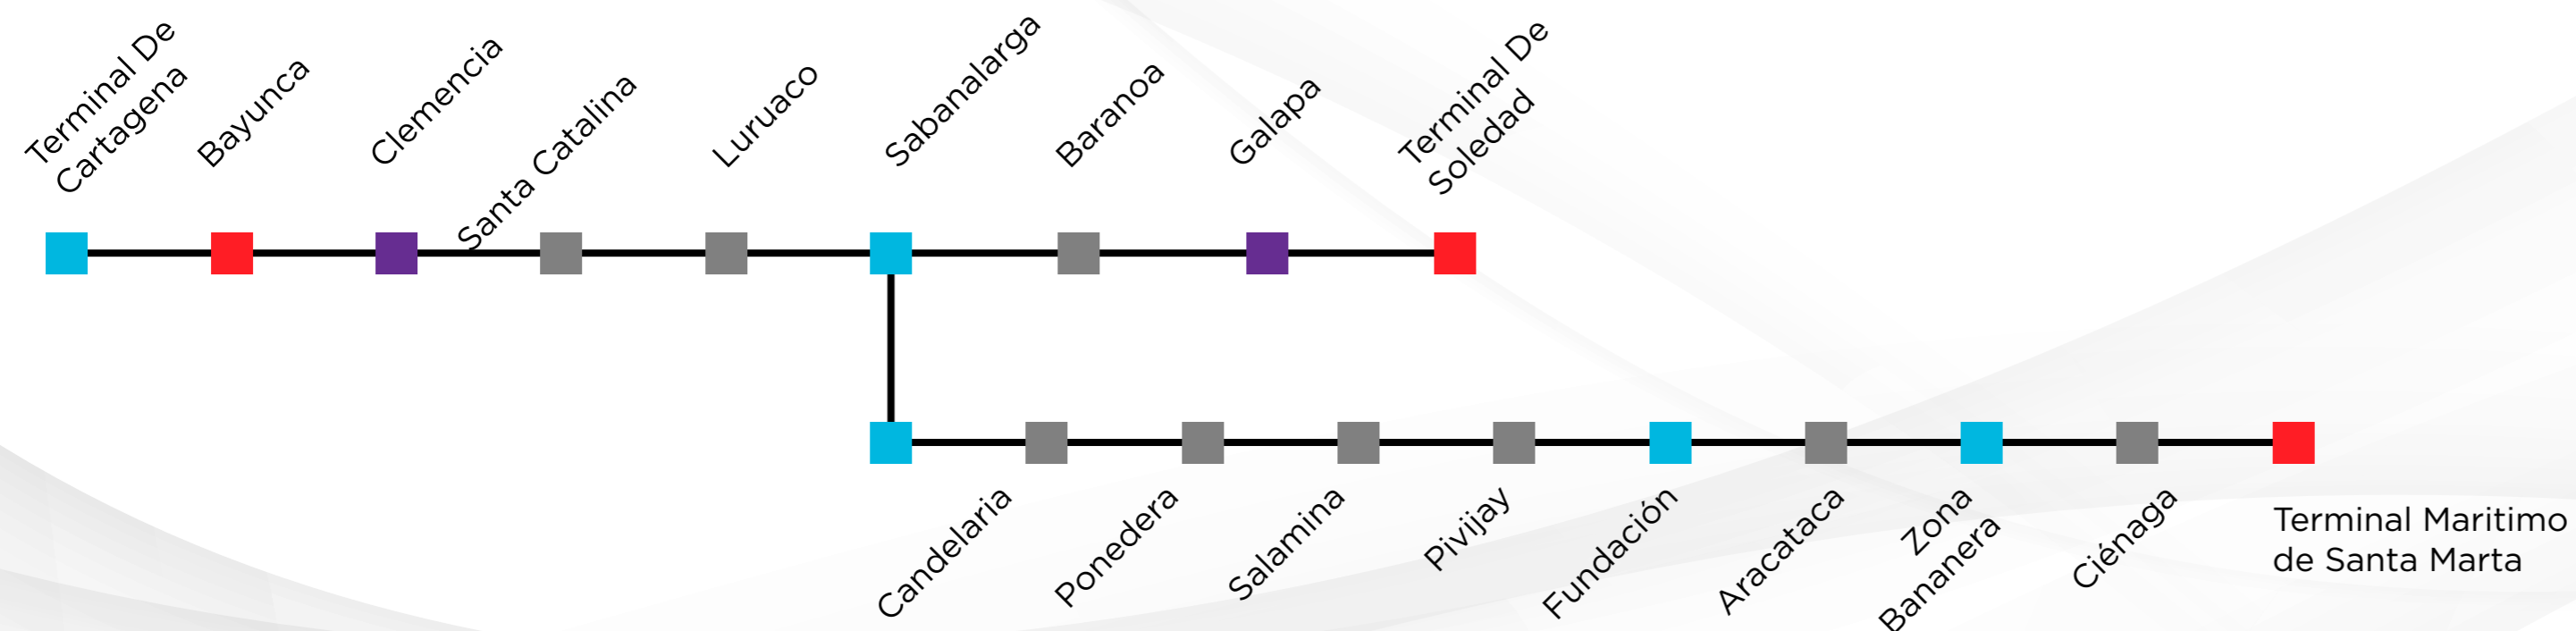 Terminal De
Cartagena
Bayunca
Clemencia
Santa Catalina
Luruaco
Sabanalarga
Baranoa
Galapa
Terminal De
Soledad
Candelaria
Ponedera
Salamina
Pivijay
Fundación
Aracataca
Zona
Bananera
Ciénaga
Terminal Maritimo
de Santa Marta